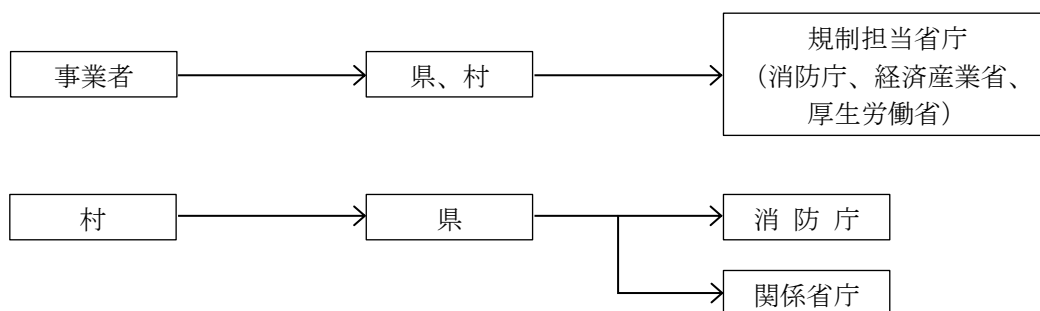 事業者
県、村
規制担当省庁
（消防庁、経済産業省、
厚生労働省）
村
県
消 防 庁
関係省庁